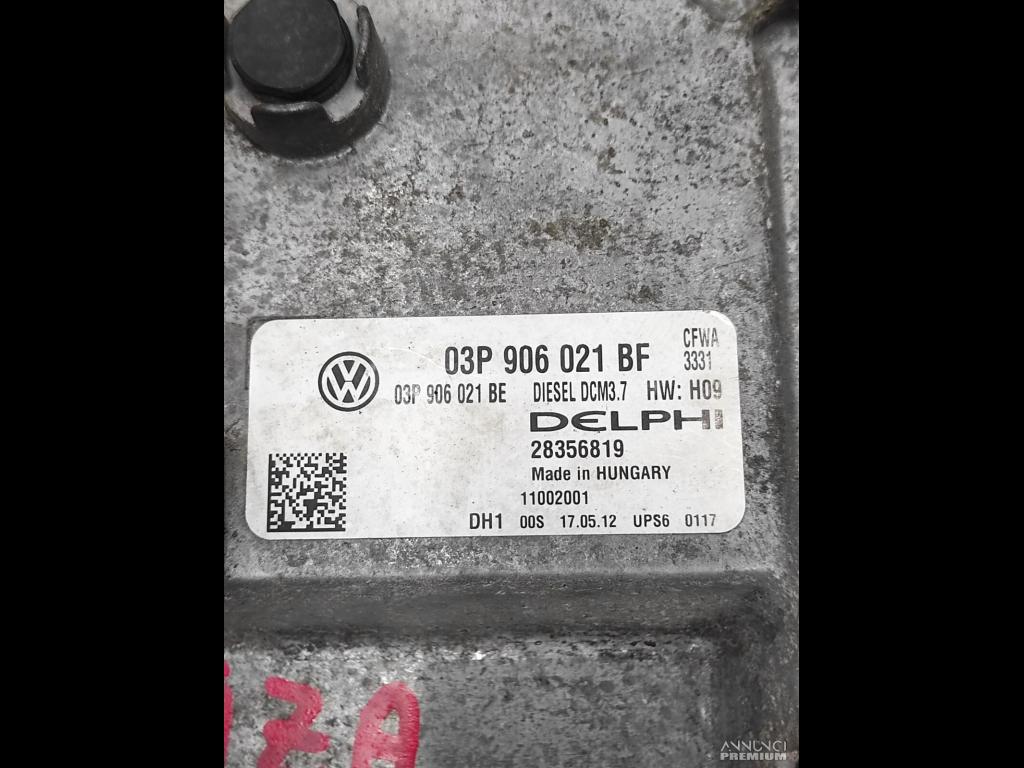 03P 906 021 BF
CFWA
3331
03P 906 021 BE DIESEL DCM3.7 HW: H09
DELPHI
28356819
Made in HUNGARY
11002001
DH1 00S 17.05.12 UPS6 0117
ANNUNCI
PREMIUM